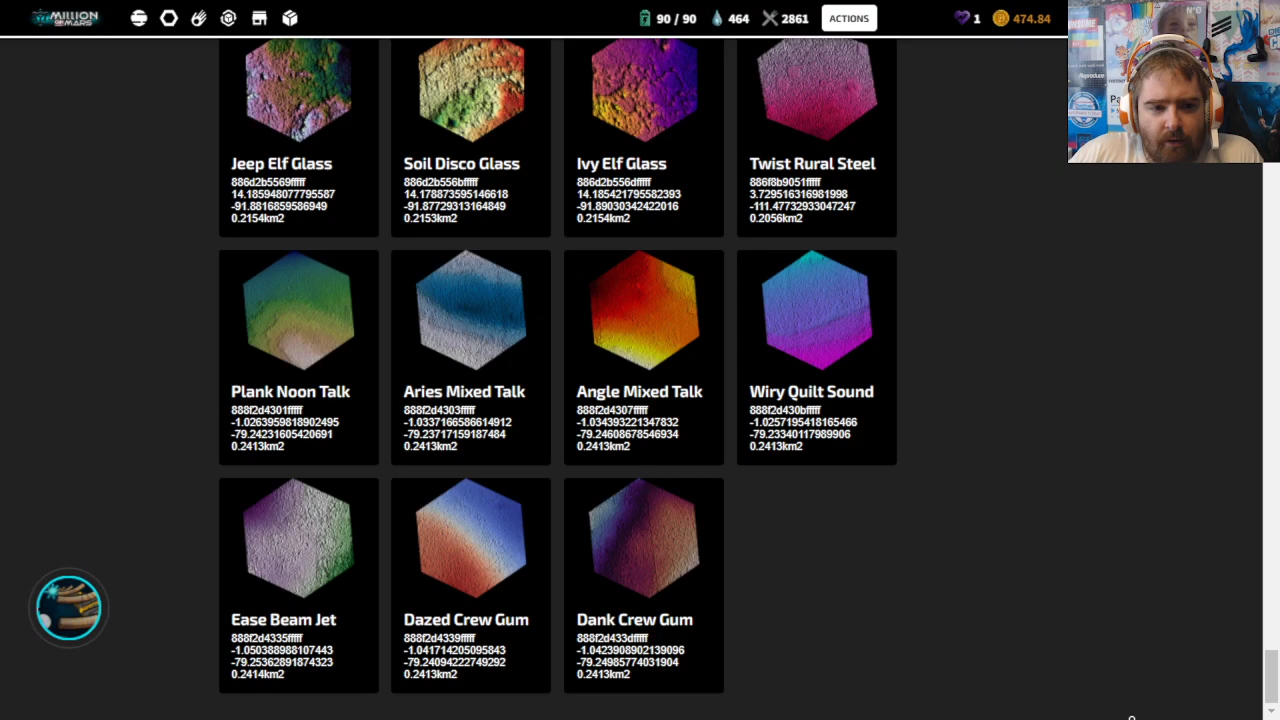 MILLION
ON MARS
90 / 90
464
2861
ACTIONS
1
474.84
Reproduce
Jeep Elf Glass
886d2b5569fffff
14.185948077795587
-91.8816859586949
0.2154km2
Soil Disco Glass
886d2b556bfffff
14.178873595146618
-91.87729313164849
0.2153km2
Ivy Elf Glass
886d2b556dfffff
14.185421795582393
-91.89030342422016
0.2154km2
Twist Rural Steel
886f8b9051fffff
3.729516316981998
-111.47732933047247
0.2056km2
Plank Noon Talk
888f2d4301fffff
-1.0263959818902495
-79.24231605420691
0.2413km2
Aries Mixed Talk
888f2d4303fffff
-1.0337166586614912
-79.23717159187484
0.2413km2
Angle Mixed Talk
888f2d4307fffff
-1.034393221347832
-79.24608678546934
0.2413km2
Wiry Quilt Sound
888f2d430bfffff
-1.0257195418165466
-79.23340117989906
0.2413km2
Ease Beam Jet
888f2d4335fffff
-1.050388988107443
-79.25362891874323
0.2414km2
Dazed Crew Gum
888f2d4339fffff
-1.041714205095843
-79.24094222749292
0.2413km2
Dank Crew Gum
888f2d433dfffff
-1.0423908902139096
-79.24985774031904
0.2413km2